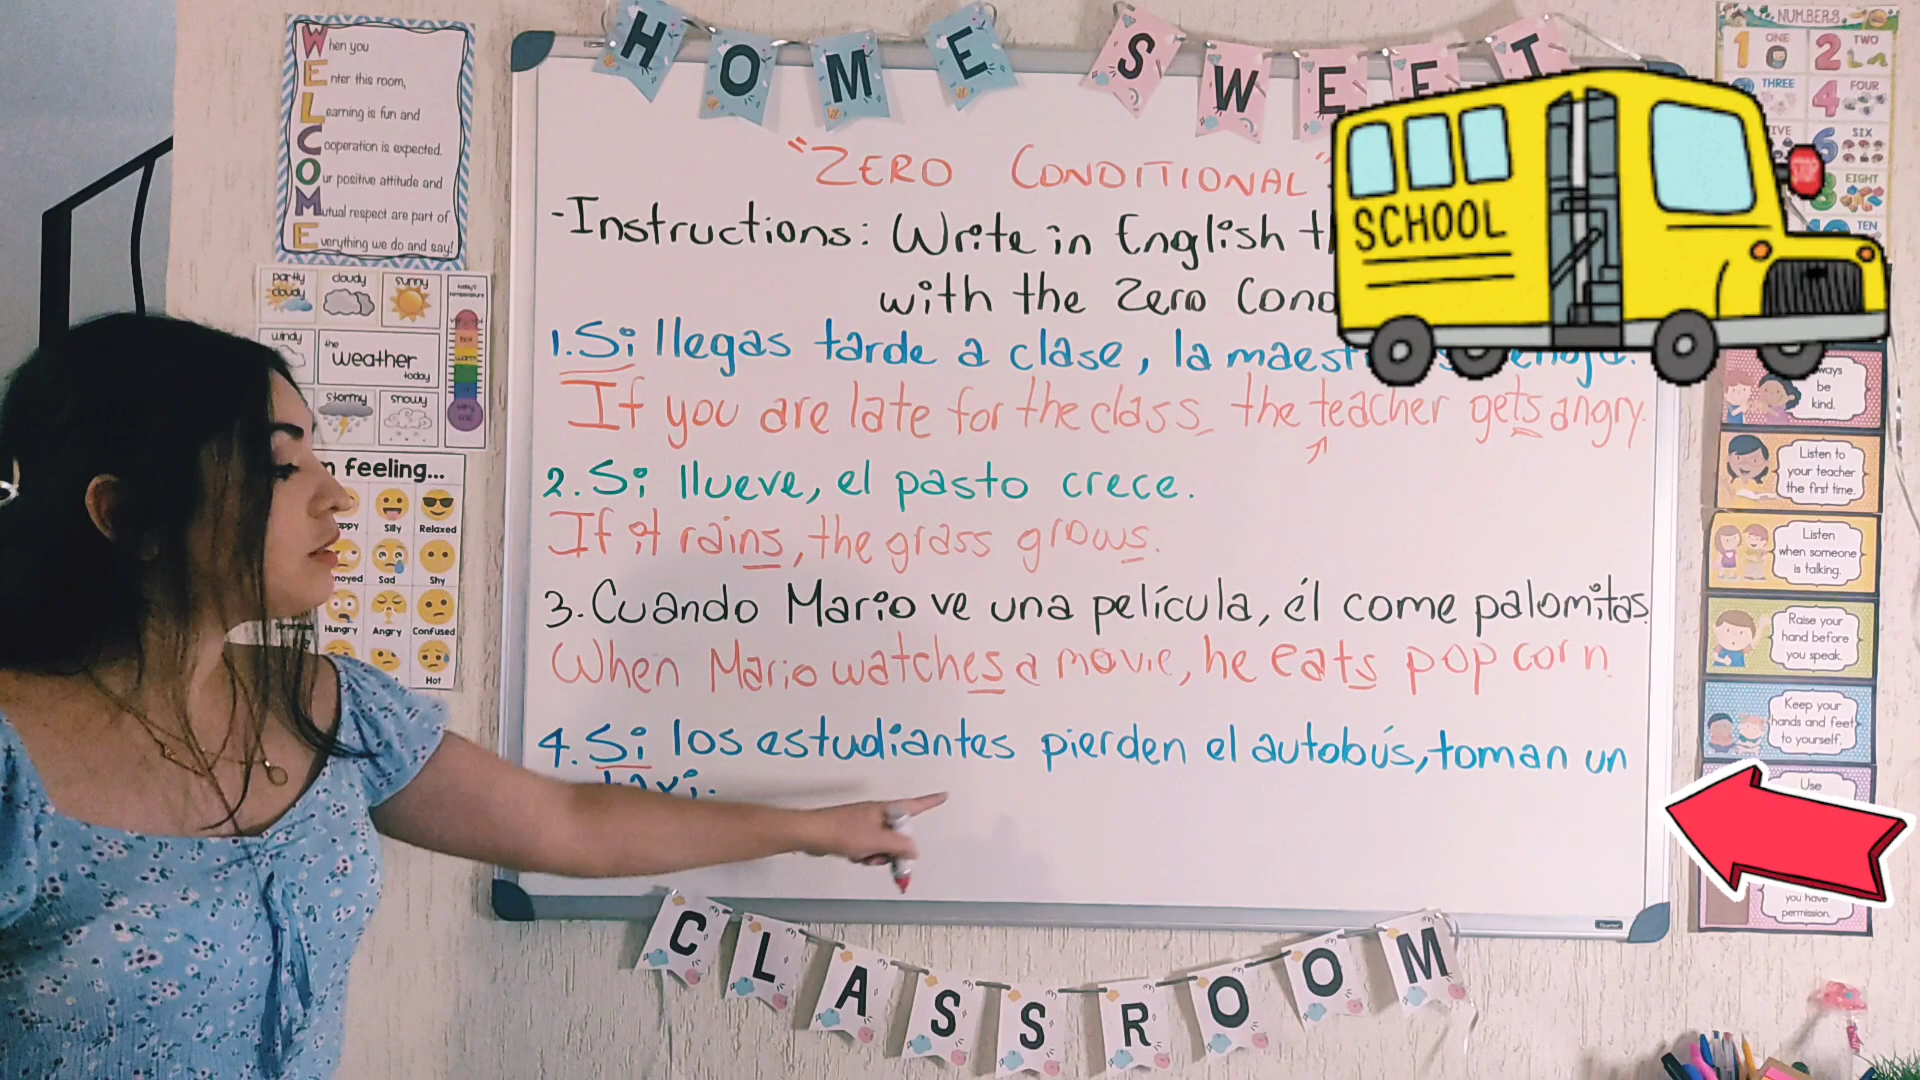 HOME SWEET
"ZERO CONDITIONAL"
-Instructions: Write in English
with the Zero
1. Si llegas tarde a clase, la
If you are late for the class, the teacher gets angry.
2. Si llueve, el pasto crece.
If it rains, the grass grows.
3. Cuando Mario ve una película, él come palomitas.
When Mario watches a movie, he eats popcorn.
4. Si los estudiantes pierden el autobús, toman un
taxi.
CLASSROOM
SCHOOL
When you
Enter this room,
Learning is fun and
Cooperation is expected.
Our positive attitude and
Mutual respect are part of
Everything we do and say!
partly cloudy
cloudy
sunny
windy
the weather today
stormy
snowy
feeling...
Silly
Relaxed
Sad
Shy
Hungry
Angry
Confused
Hot
NUMBERS
1 ONE
2 TWO
THREE
4 FOUR
6 SIX
EIGHT
TEN
be
kind.
Listen to
your teacher
the first time.
Listen
when someone
is talking.
Raise your
hand before
you speak.
Keep your
hands and feet
to yourself.
Use
you have
permission.